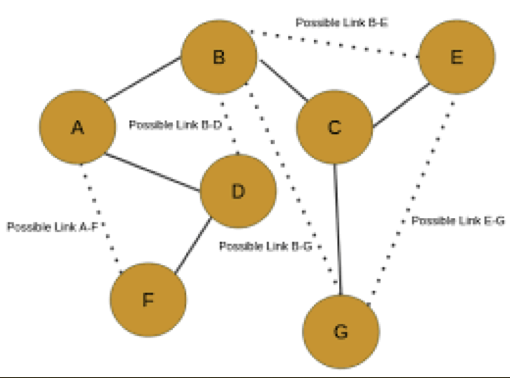 Possible Link B-E
B
E
A
Possible Link B-D
C
D
Possible Link A-F
Possible Link E-G
Possible Link B-G
F
G